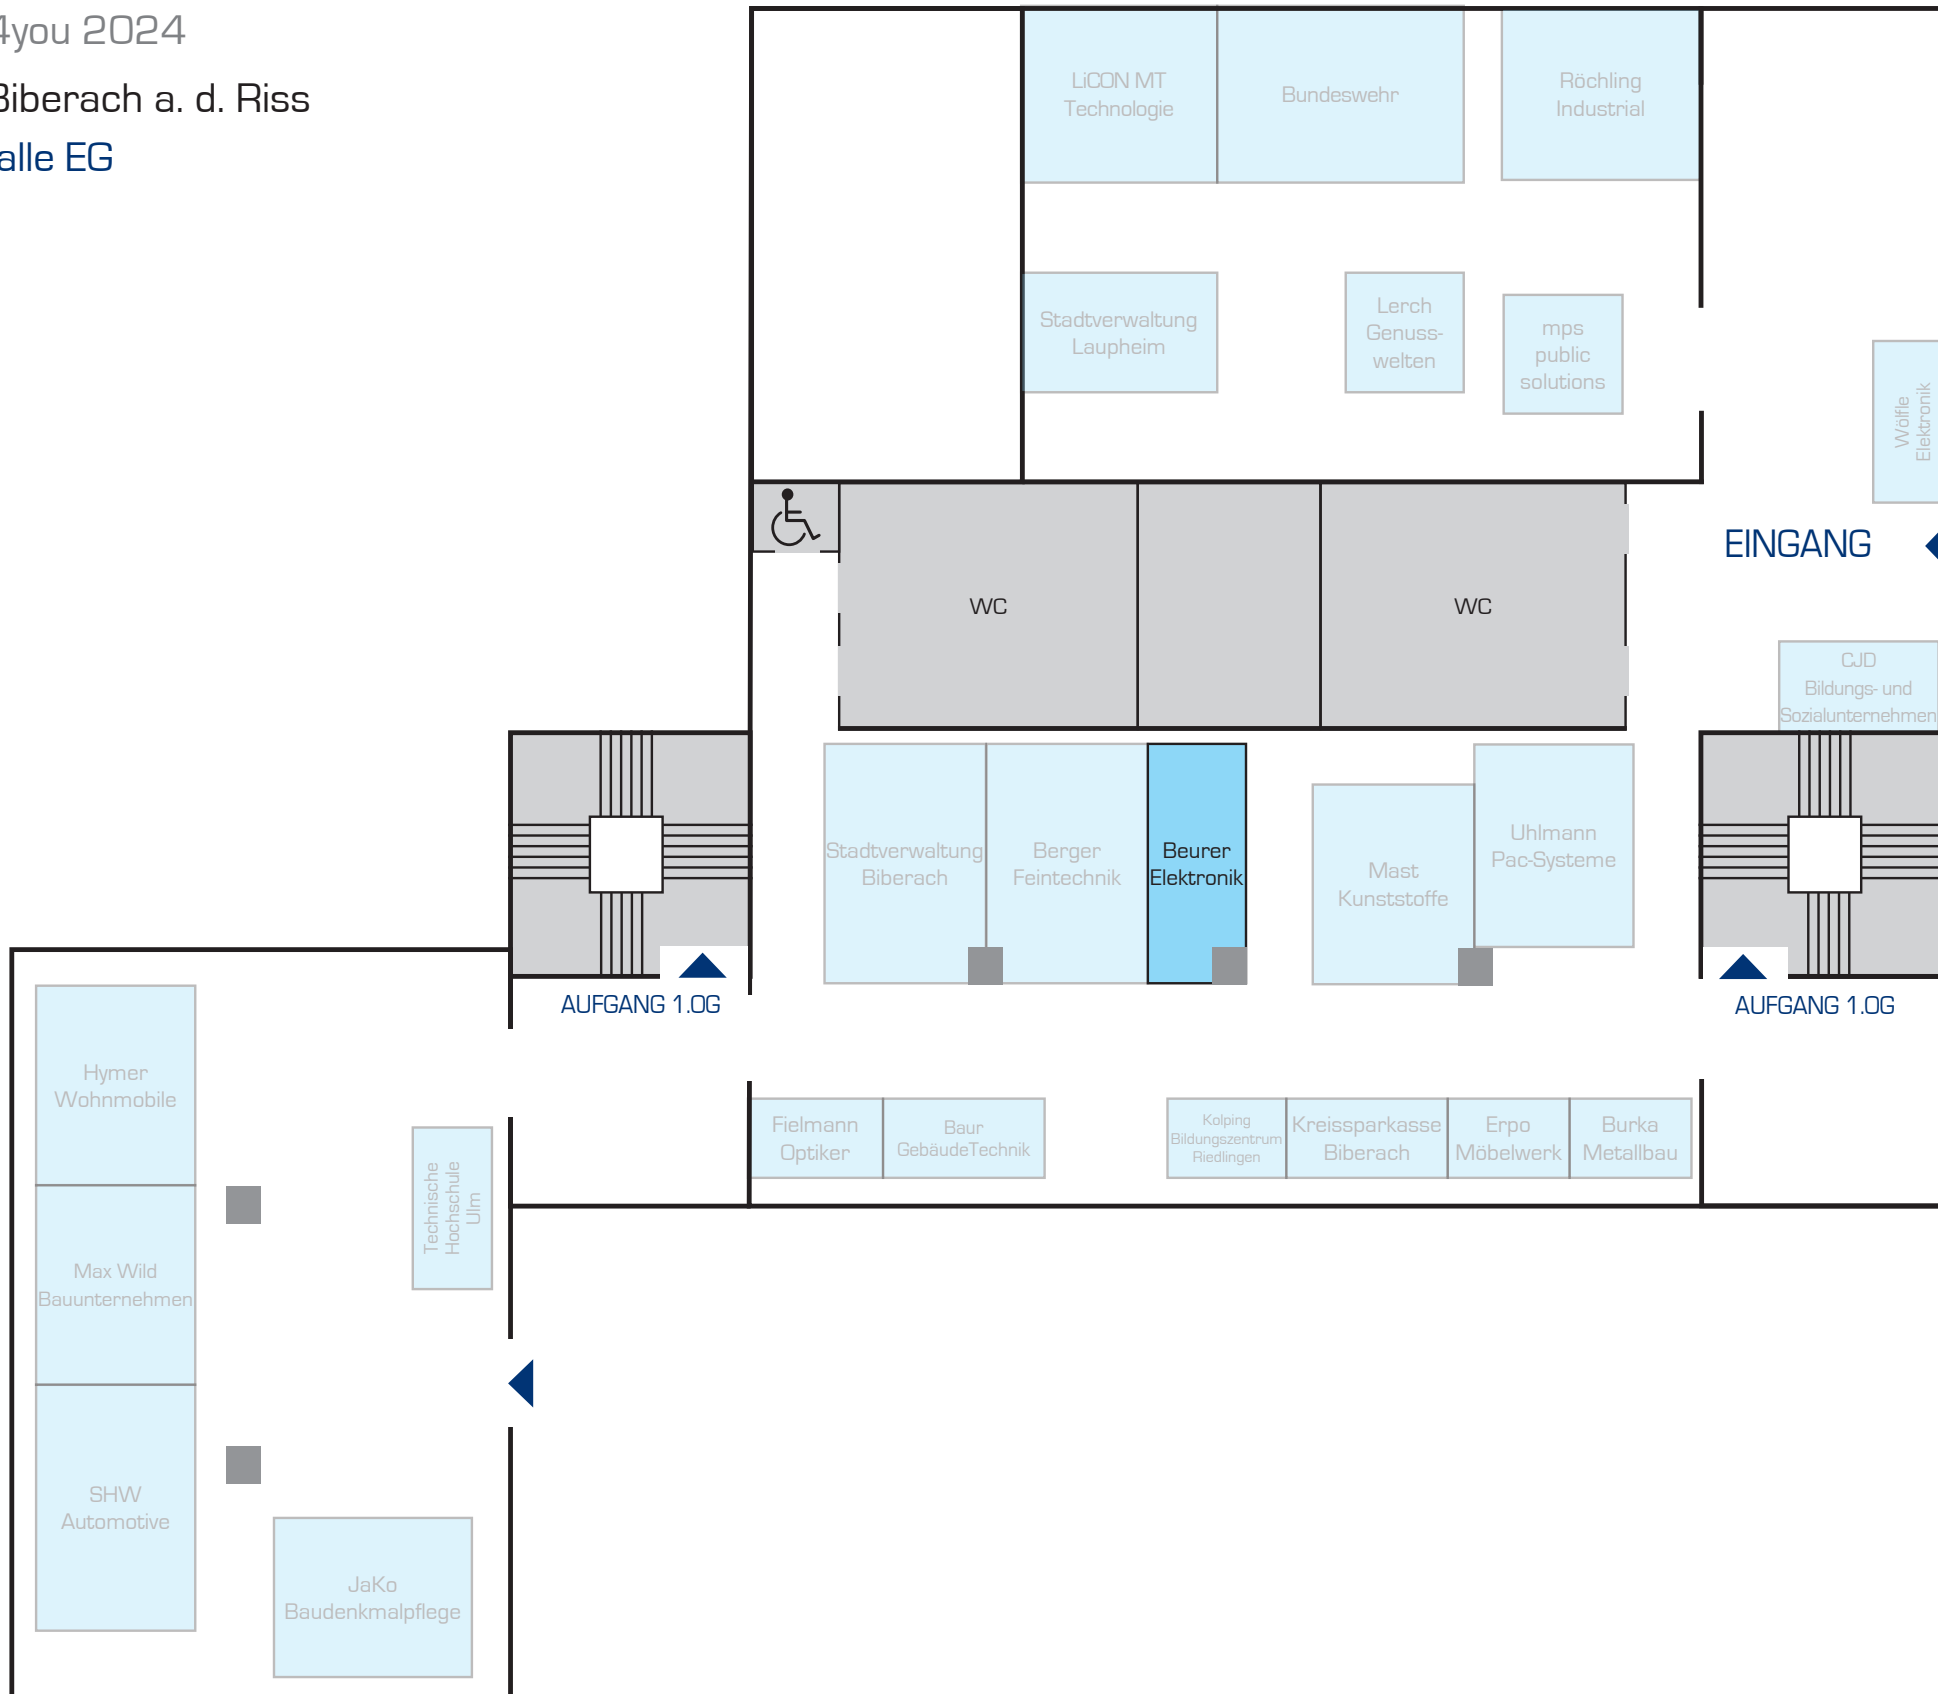 4you 2024
Biberach a. d. Riss
alle EG
LiCON MT
Technologie
Bundeswehr
Röchling
Industrial
Stadtverwaltung
Laupheim
Lerch
Genuss-
welten
mps
public
solutions
Wölfle
Elektronik
EINGANG
WC
WC
CJD
Bildungs- und
Sozialunternehmen
Stadtverwaltung
Biberach
Berger
Feintechnik
Beurer
Elektronik
Mast
Kunststoffe
Uhlmann
Pac-Systeme
AUFGANG 1.OG
AUFGANG 1.OG
Hymer
Wohnmobile
Technische
Hochschule
Ulm
Fielmann
Optiker
Baur
GebäudeTechnik
Kolping
Bildungszentrum
Riedlingen
Kreissparkasse
Biberach
Erpo
Möbelwerk
Burka
Metallbau
Max Wild
Bauunternehmen
SHW
Automotive
JaKo
Baudenkmalpflege